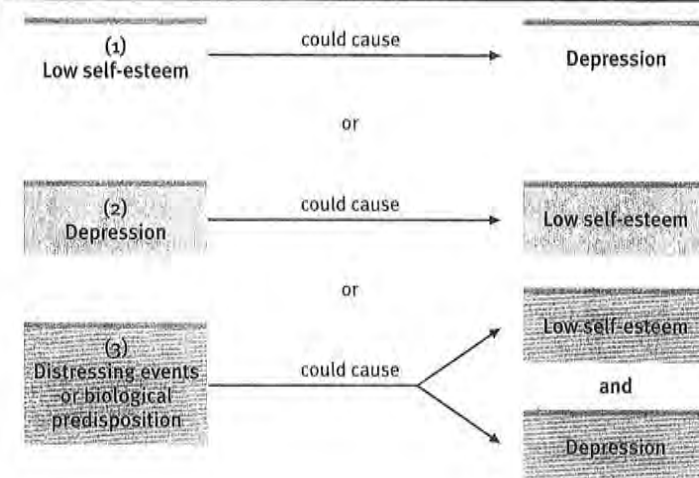 (1)
Low self-esteem
could cause
Depression
or
(2)
Depression
could cause
Low self-esteem
or
(3)
Distressing events
or biological
predisposition
could cause
Low self-esteem
and
Depression